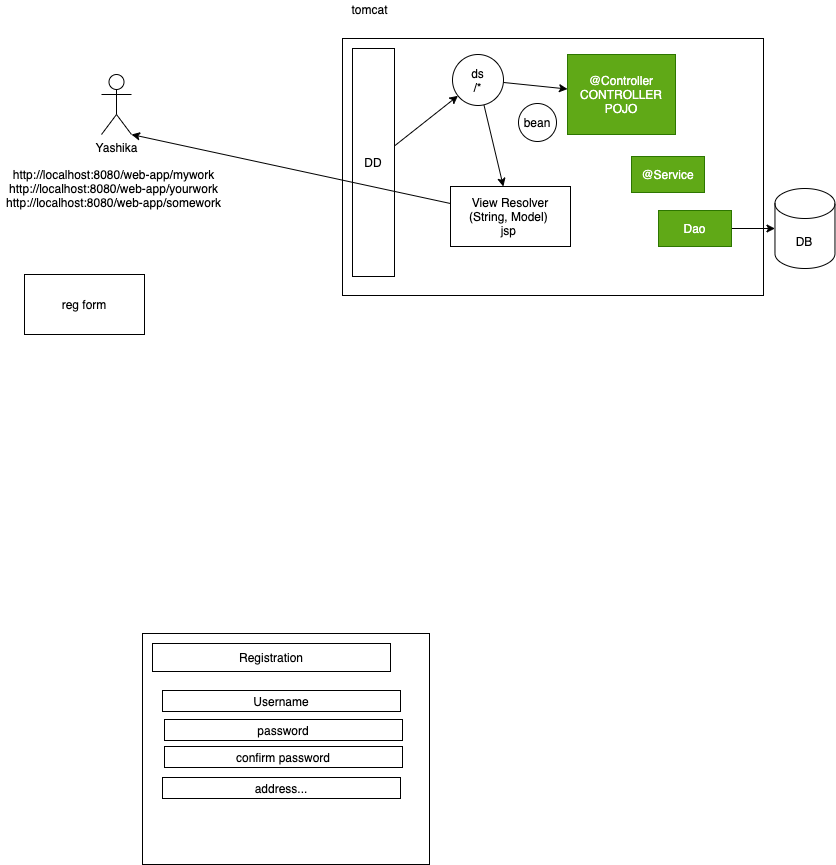 tomcat
ds
/*
@Controller
CONTROLLER
POJO
bean
Yashika
DD
http://localhost:8080/web-app/mywork
http://localhost:8080/web-app/yourwork
http://localhost:8080/web-app/somework
@Service
View Resolver
(String, Model)
jsp
Dao
DB
reg form
Registration
Username
password
confirm password
address...